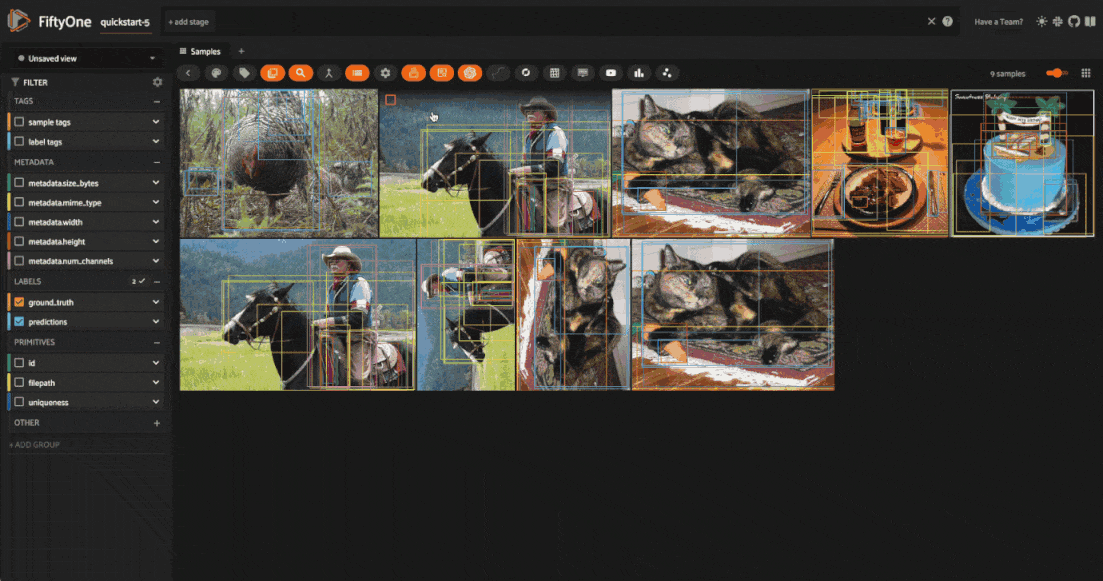 FiftyOne
quickstart-5
+ add stage
Have a Team?
Unsaved view
Samples
+
FILTER
9 samples
TAGS
sample tags
label tags
METADATA
metadata.size_bytes
metadata.mime_type
metadata.width
metadata.height
metadata.num_channels
LABELS
2
ground_truth
predictions
PRIMITIVES
id
filepath
uniqueness
OTHER
+ ADD GROUP